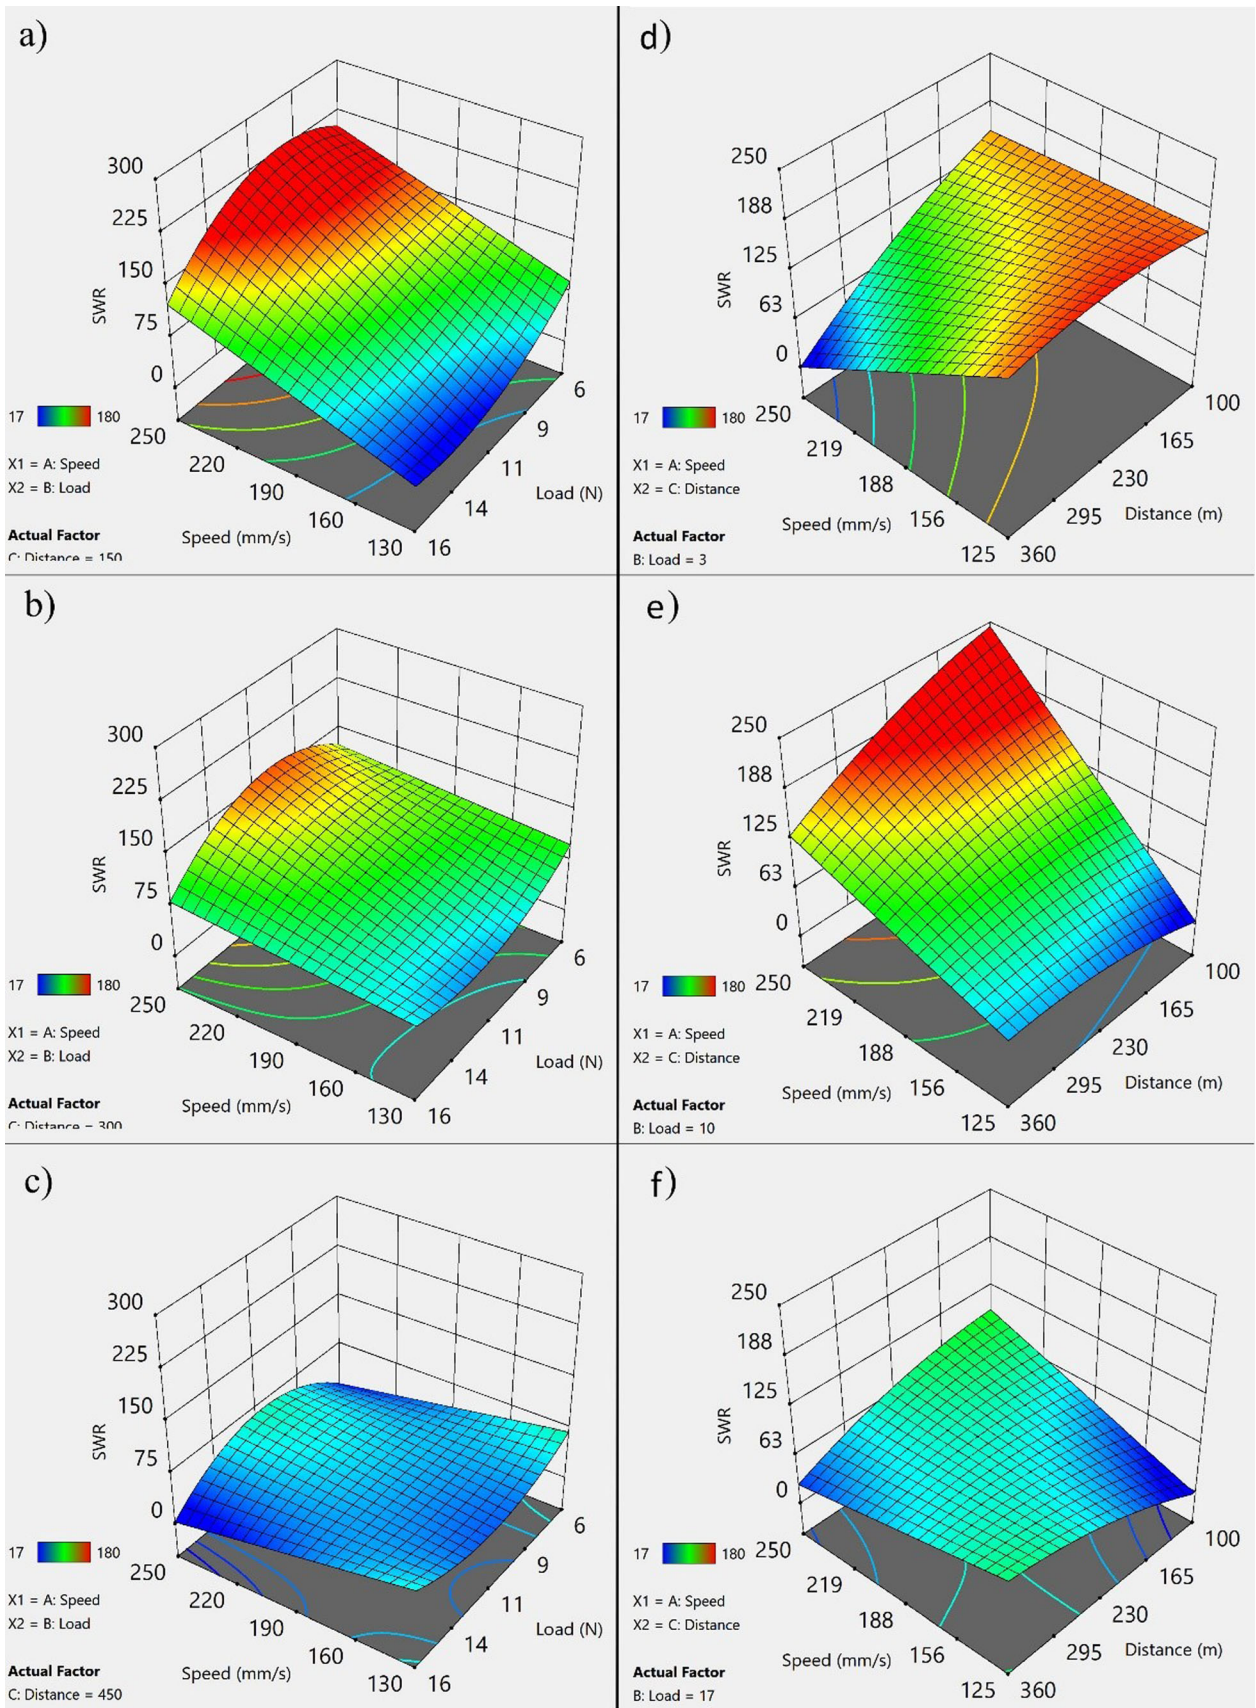 a)
300
225
150
75
0
SWR
17 180
250
220
190
160
130
Speed (mm/s)
16
14
11
9
6
Load (N)
X1 = A: Speed
X2 = B: Load
Actual Factor
C: Distance = 150
d)
250
188
125
63
0
SWR
17 180
250
219
188
156
125
Speed (mm/s)
360
295
230
165
100
Distance (m)
X1 = A: Speed
X2 = C: Distance
Actual Factor
B: Load = 3
b)
300
225
150
75
0
SWR
17 180
250
220
190
160
130
Speed (mm/s)
16
14
11
9
6
Load (N)
X1 = A: Speed
X2 = B: Load
Actual Factor
C: Distance = 300
e)
250
188
125
63
0
SWR
17 180
250
219
188
156
125
Speed (mm/s)
360
295
230
165
100
Distance (m)
X1 = A: Speed
X2 = C: Distance
Actual Factor
B: Load = 10
c)
300
225
150
75
0
SWR
17 180
250
220
190
160
130
Speed (mm/s)
16
14
11
9
6
Load (N)
X1 = A: Speed
X2 = B: Load
Actual Factor
C: Distance = 450
f)
250
188
125
63
0
SWR
17 180
250
219
188
156
125
Speed (mm/s)
360
295
230
165
100
Distance (m)
X1 = A: Speed
X2 = C: Distance
Actual Factor
B: Load = 17